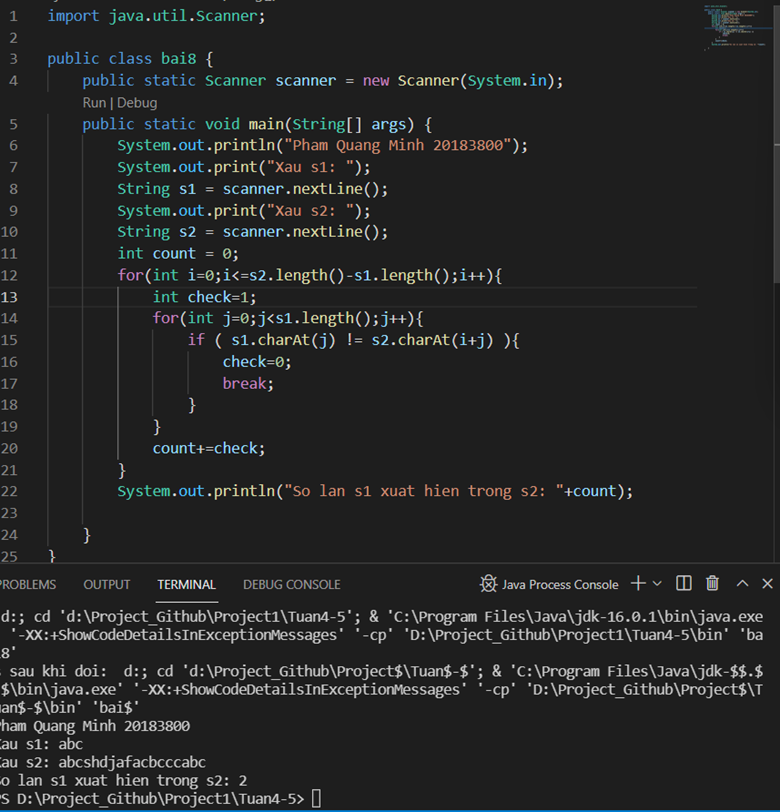 1 import java.util.Scanner;
2
3 public class bai8 {
4 public static Scanner scanner = new Scanner(System.in);
Run | Debug
5 public static void main(String[] args) {
6 System.out.println("Pham Quang Minh 20183800");
7 System.out.print("Xau s1: ");
8 String s1 = scanner.nextLine();
9 System.out.print("Xau s2: ");
10 String s2 = scanner.nextLine();
11 int count = 0;
12 for(int i=0;i<=s2.length()-s1.length();i++){
13 int check=1;
14 for(int j=0;j<s1.length();j++){
15 if ( s1.charAt(j) != s2.charAt(i+j) ){
16 check=0;
17 break;
18 }
19 }
20 count+=check;
21 }
22 System.out.println("So lan s1 xuat hien trong s2: "+count);
23
24 }
25 }
PROBLEMS OUTPUT TERMINAL DEBUG CONSOLE Java Process Console
d:; cd 'd:\Project_Github\Project1\Tuan4-5'; & 'C:\Program Files\Java\jdk-16.0.1\bin\java.exe
' '-XX:+ShowCodeDetailsInExceptionMessages' '-cp' 'D:\Project_Github\Project1\Tuan4-5\bin' 'ba
i8'
s sau khi doi:  d:; cd 'd:\Project_Github\Project$\Tuan$-$'; & 'C:\Program Files\Java\jdk-$$.$
.$\bin\java.exe' '-XX:+ShowCodeDetailsInExceptionMessages' '-cp' 'D:\Project_Github\Project$\T
uan$-$\bin' 'bai$'
Pham Quang Minh 20183800
Xau s1: abc
Xau s2: abcshdjafacbcccabc
So lan s1 xuat hien trong s2: 2
PS D:\Project_Github\Project1\Tuan4-5>